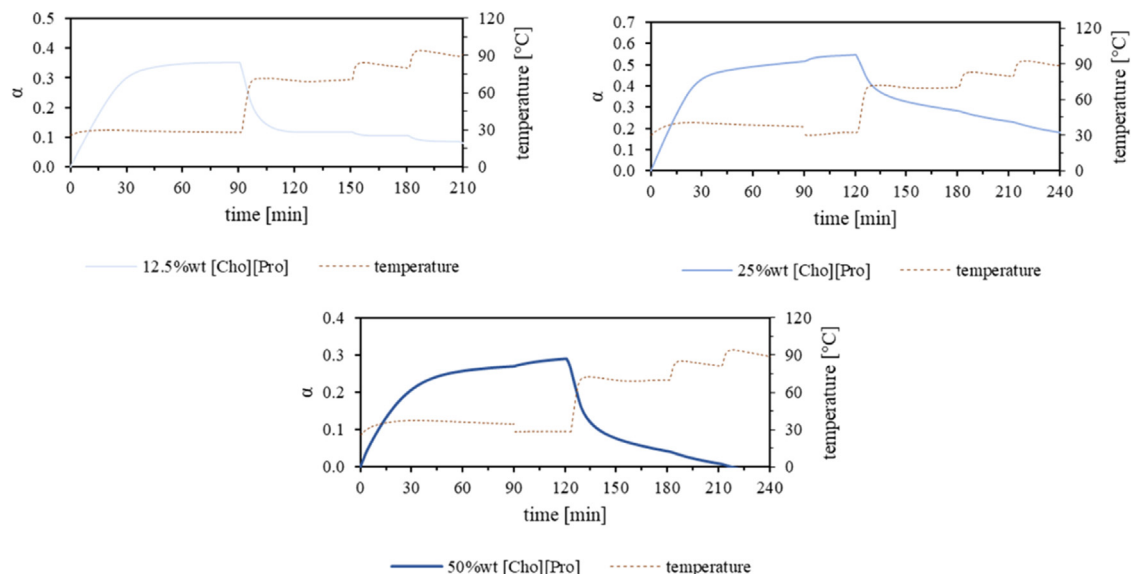 0.5
0.4
0.3
0.2
0.1
0.0
α
120
90
60
30
0
temperature [°C]
0 30 60 90 120 150 180 210
time [min]
12.5%wt [Cho][Pro] temperature
0.7
0.6
0.5
0.4
0.3
0.2
0.1
0.0
α
120
90
60
30
0
temperature [°C]
0 30 60 90 120 150 180 210 240
time [min]
25%wt [Cho][Pro] temperature
0.4
0.3
0.2
0.1
0.0
α
120
90
60
30
0
temperature [°C]
0 30 60 90 120 150 180 210 240
time [min]
50%wt [Cho][Pro] temperature